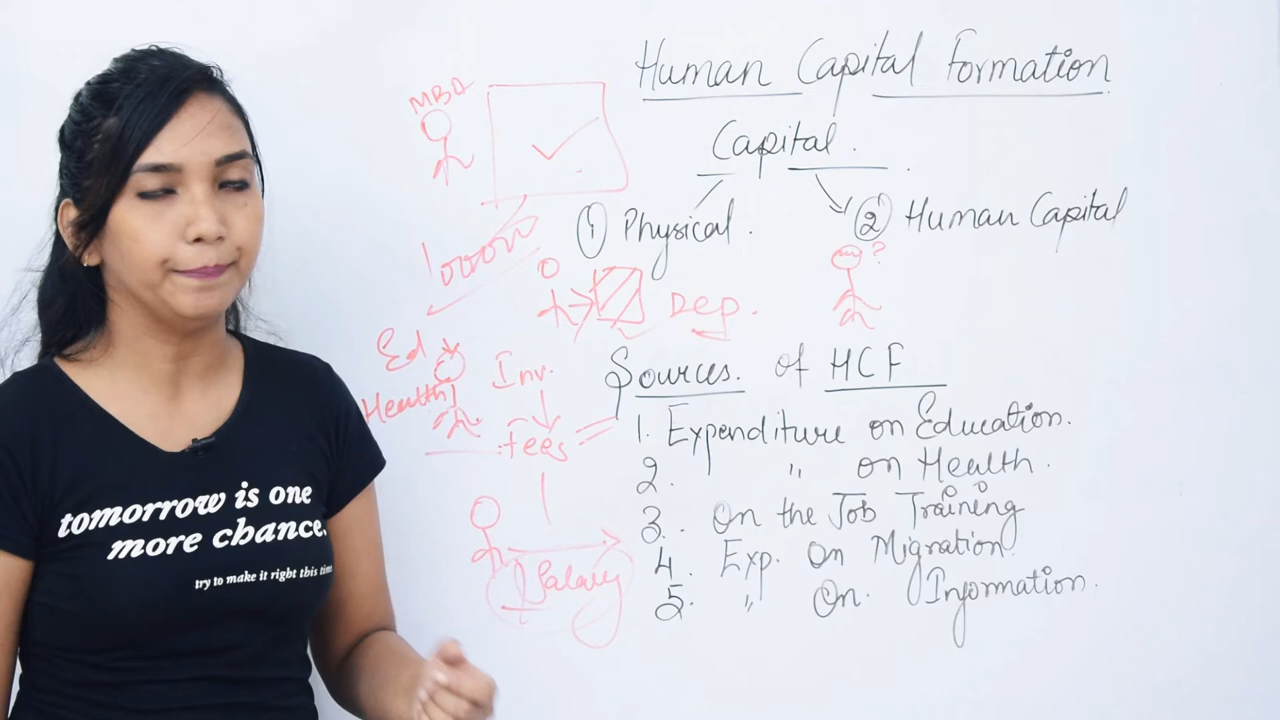 Human Capital Formation
Capital.
① Physical.
② Human Capital
MBA
?
Dep.
Ed
Health
Inv.
fees
Salary
Sources. of HCF
1. Expenditure on Education.
2. " on Health.
3. On the Job Training
4. Exp. On Migration.
5. " On. Information.
tomorrow is one
more chance.
try to make it right this time